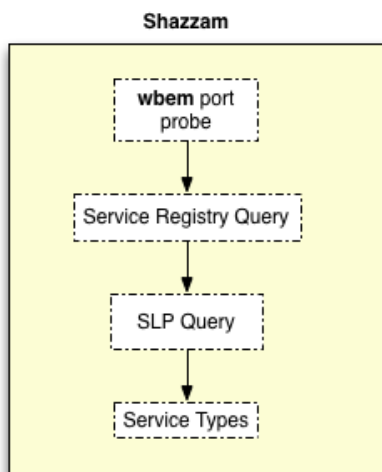 Shazzam
wbem port
probe
Service Registry Query
SLP Query
Service Types